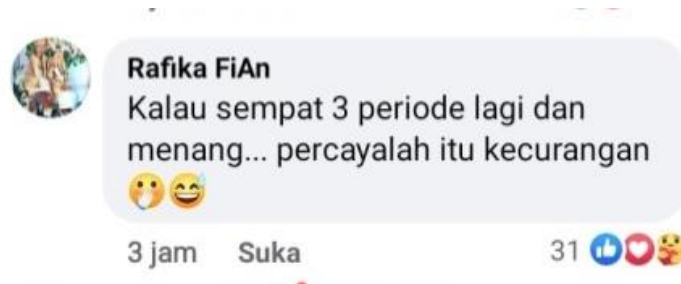 Rafika FiAn
Kalau sempat 3 periode lagi dan
menang... percayalah itu kecurangan
🤭😅
3 jam Suka 31